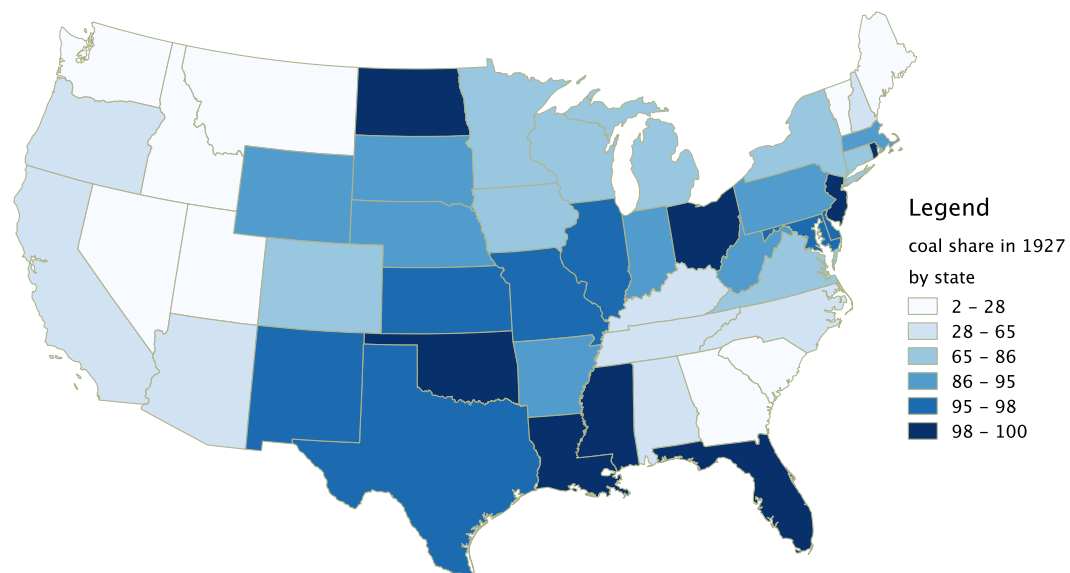 Legend
coal share in 1927
by state
2 – 28
28 – 65
65 – 86
86 – 95
95 – 98
98 – 100